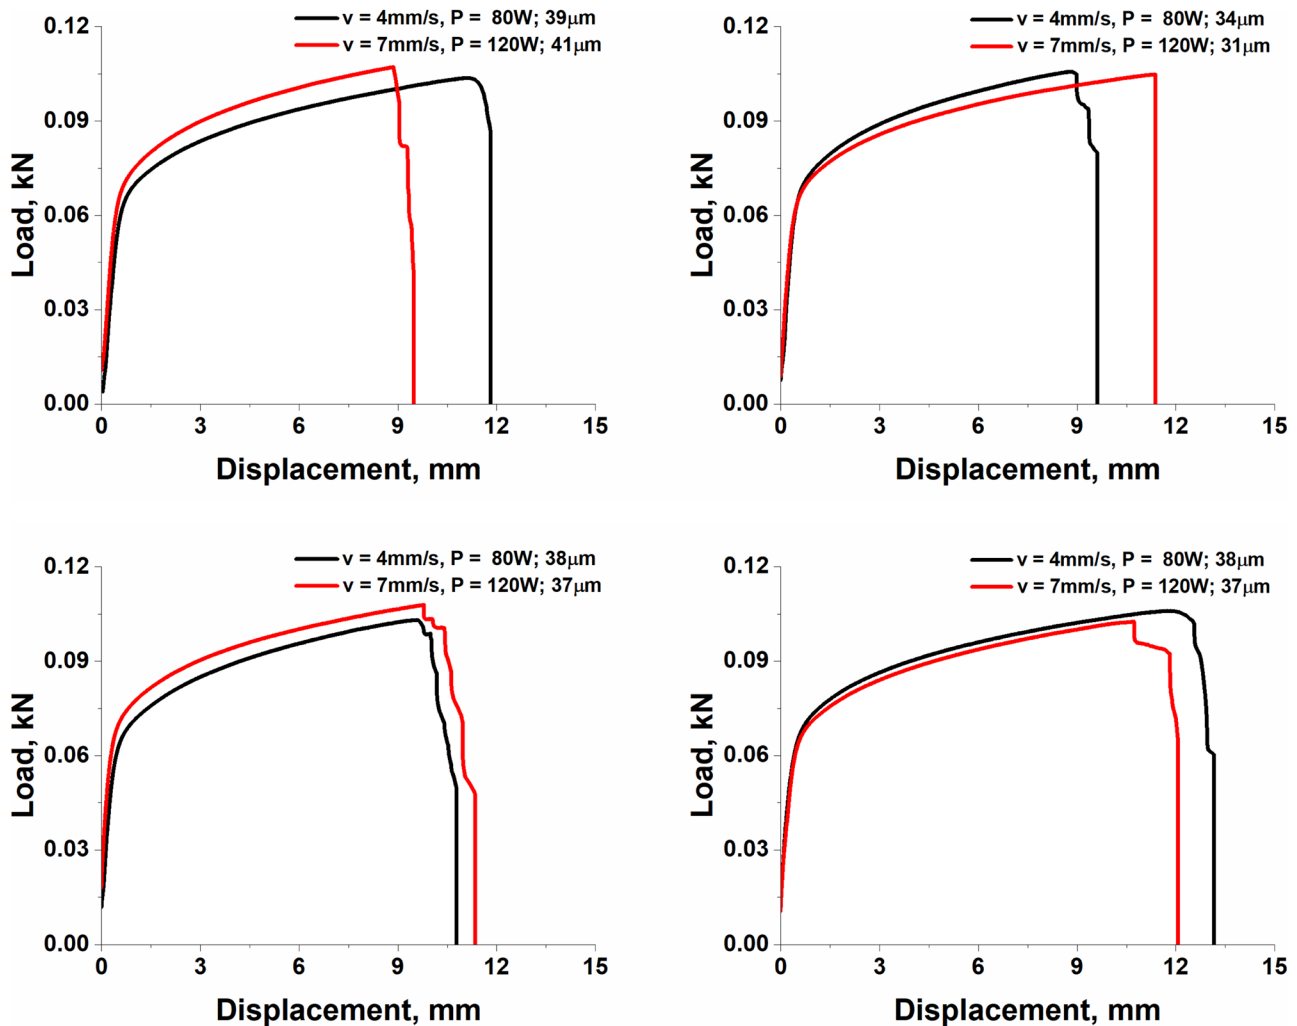 v = 4mm/s, P =  80W; 39μm
v = 7mm/s, P = 120W; 41μm
0.12
0.09
0.06
0.03
0.00
Load, kN
0 3 6 9 12 15
Displacement, mm
v = 4mm/s, P =  80W; 34μm
v = 7mm/s, P = 120W; 31μm
0.12
0.09
0.06
0.03
0.00
Load, kN
0 3 6 9 12 15
Displacement, mm
v = 4mm/s, P =  80W; 38μm
v = 7mm/s, P = 120W; 37μm
0.12
0.09
0.06
0.03
0.00
Load, kN
0 3 6 9 12 15
Displacement, mm
v = 4mm/s, P =  80W; 38μm
v = 7mm/s, P = 120W; 37μm
0.12
0.09
0.06
0.03
0.00
Load, kN
0 3 6 9 12 15
Displacement, mm